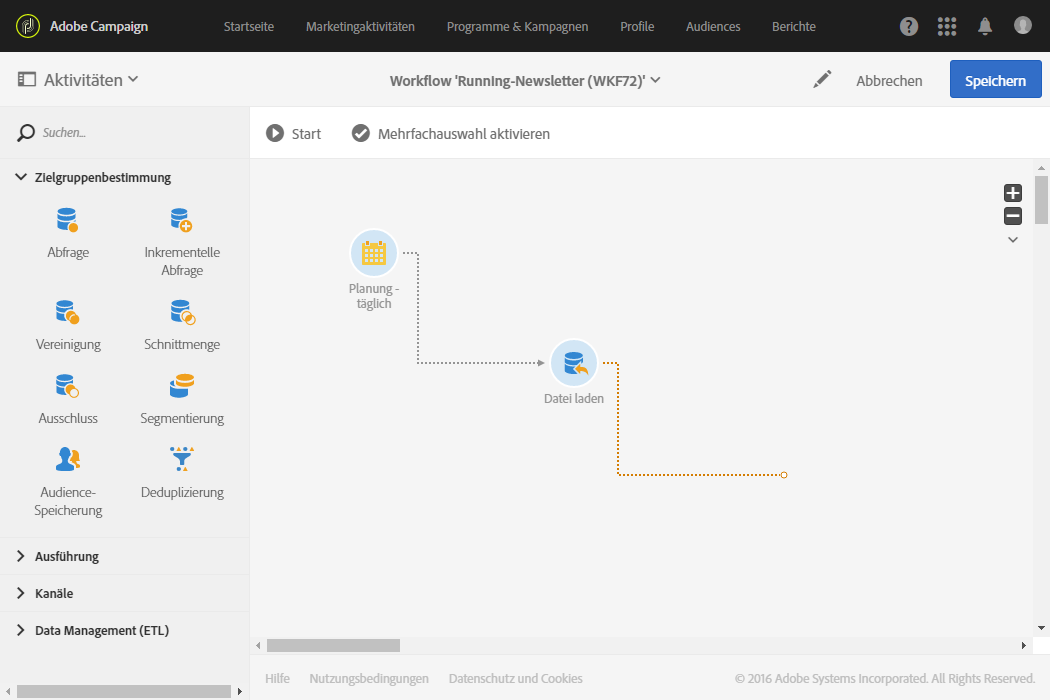 Adobe Campaign Startseite Marketingaktivitäten Programme & Kampagnen Profile Audiences Berichte
Aktivitäten Workflow 'Running-Newsletter (WKF72)' Abbrechen Speichern
Suchen...
Start Mehrfachauswahl aktivieren
Zielgruppenbestimmung
Abfrage
Inkrementelle
Abfrage
Vereinigung
Schnittmenge
Ausschluss
Segmentierung
Audience-
Speicherung
Deduplizierung
Ausführung
Kanäle
Data Management (ETL)
Planung -
täglich
Datei laden
Hilfe Nutzungsbedingungen Datenschutz und Cookies © 2016 Adobe Systems Incorporated. All Rights Reserved.